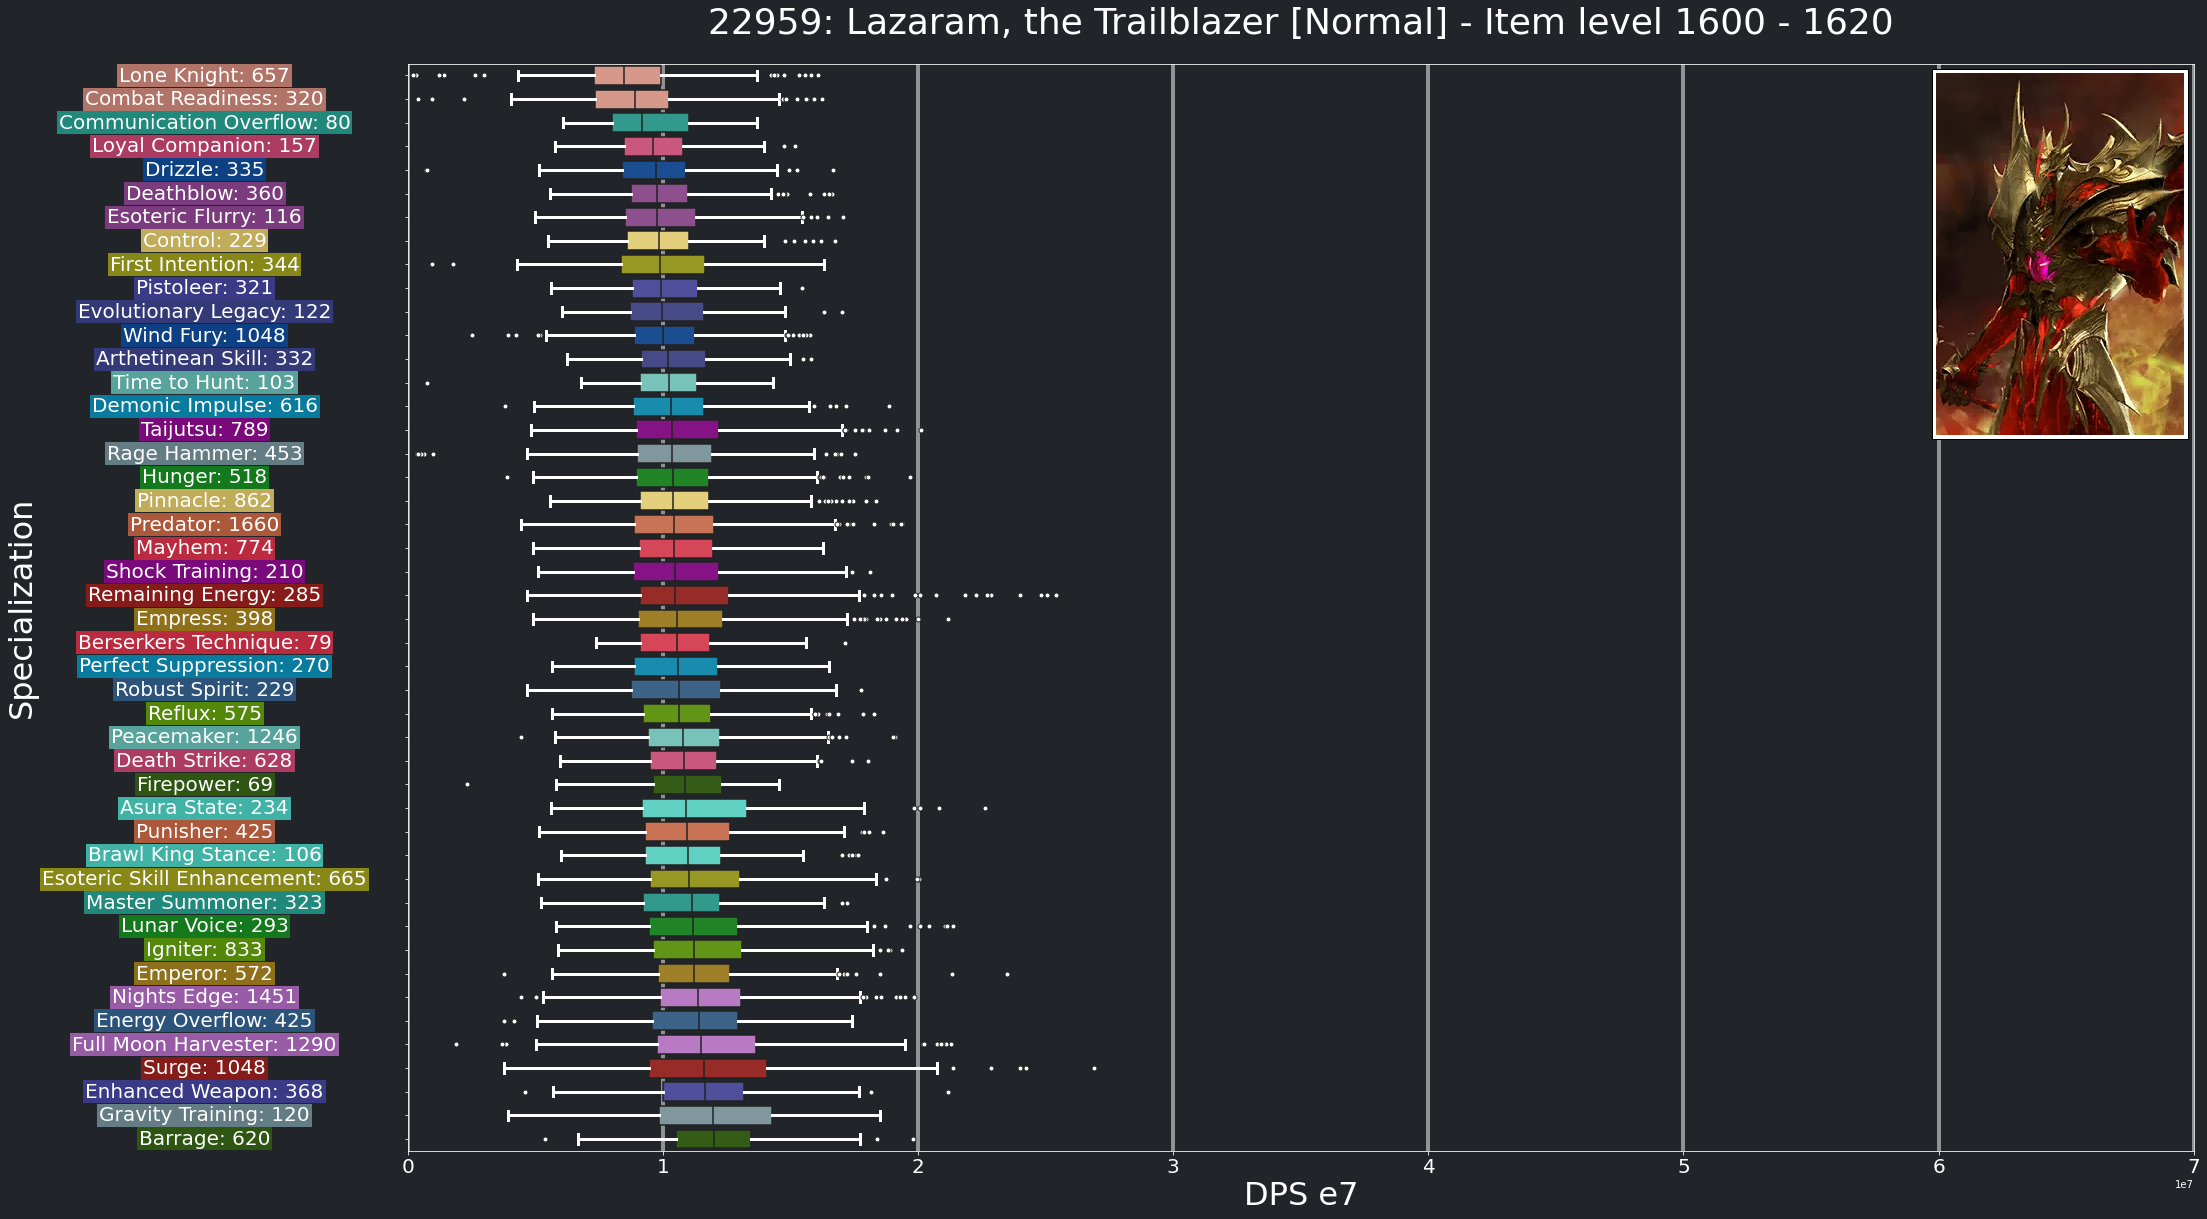 22959: Lazaram, the Trailblazer [Normal] - Item level 1600 - 1620
Specialization
Lone Knight: 657
Combat Readiness: 320
Communication Overflow: 80
Loyal Companion: 157
Drizzle: 335
Deathblow: 360
Esoteric Flurry: 116
Control: 229
First Intention: 344
Pistoleer: 321
Evolutionary Legacy: 122
Wind Fury: 1048
Arthetinean Skill: 332
Time to Hunt: 103
Demonic Impulse: 616
Taijutsu: 789
Rage Hammer: 453
Hunger: 518
Pinnacle: 862
Predator: 1660
Mayhem: 774
Shock Training: 210
Remaining Energy: 285
Empress: 398
Berserkers Technique: 79
Perfect Suppression: 270
Robust Spirit: 229
Reflux: 575
Peacemaker: 1246
Death Strike: 628
Firepower: 69
Asura State: 234
Punisher: 425
Brawl King Stance: 106
Esoteric Skill Enhancement: 665
Master Summoner: 323
Lunar Voice: 293
Igniter: 833
Emperor: 572
Nights Edge: 1451
Energy Overflow: 425
Full Moon Harvester: 1290
Surge: 1048
Enhanced Weapon: 368
Gravity Training: 120
Barrage: 620
0 1 2 3 4 5 6 7
1e7
DPS e7